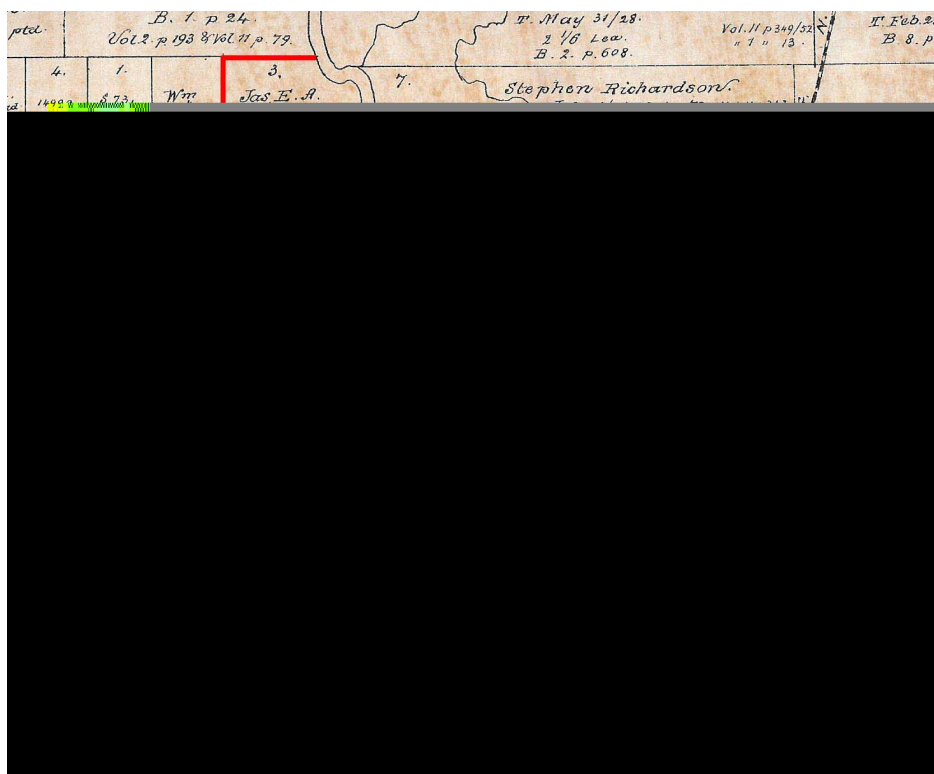 ptd.
B. 1. p 24.
Vol 2. p 193 & Vol. 11 p. 79.
T. May 31/28.
2 1/6 Lea.
B. 2. p. 608.
Vol. 11 p 349/52
" 1 " 13.
N.
T. Feb. 2
B. 8. p
4.
1.
Wm
3.
Jas E. A.
7.
Stephen Richardson.